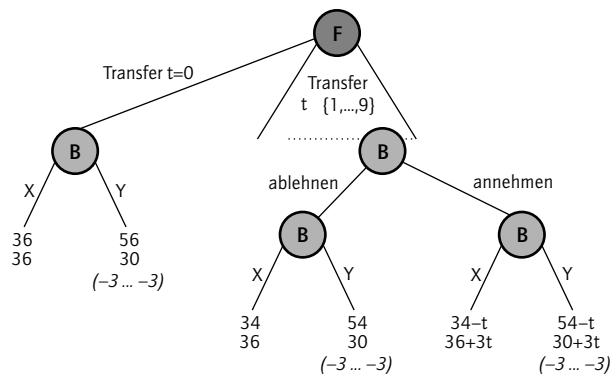 F
Transfer t=0
Transfer
t {1,...,9}
B
B
X
Y
ablehnen
annehmen
36
36
56
30
(–3 ... –3)
B
B
X
Y
X
Y
34
36
54
30
(–3 ... –3)
34–t
36+3t
54–t
30+3t
(–3 ... –3)